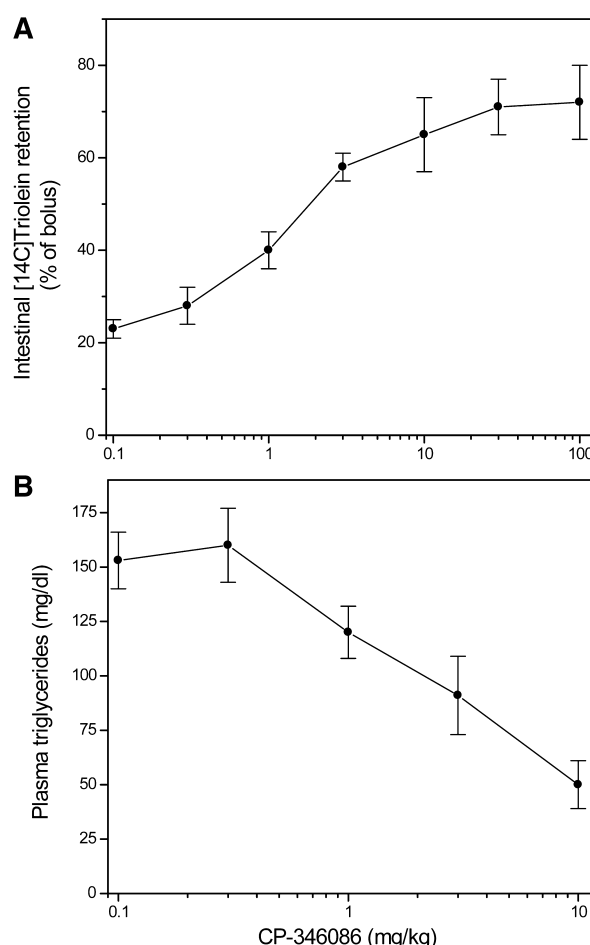 A
Intestinal [14C]Triolein retention
(% of bolus)
80
60
40
20
0
0.1 1 10 100
B
Plasma triglycerides (mg/dl)
175
150
125
100
75
50
25
0
0.1 1 10
CP-346086 (mg/kg)